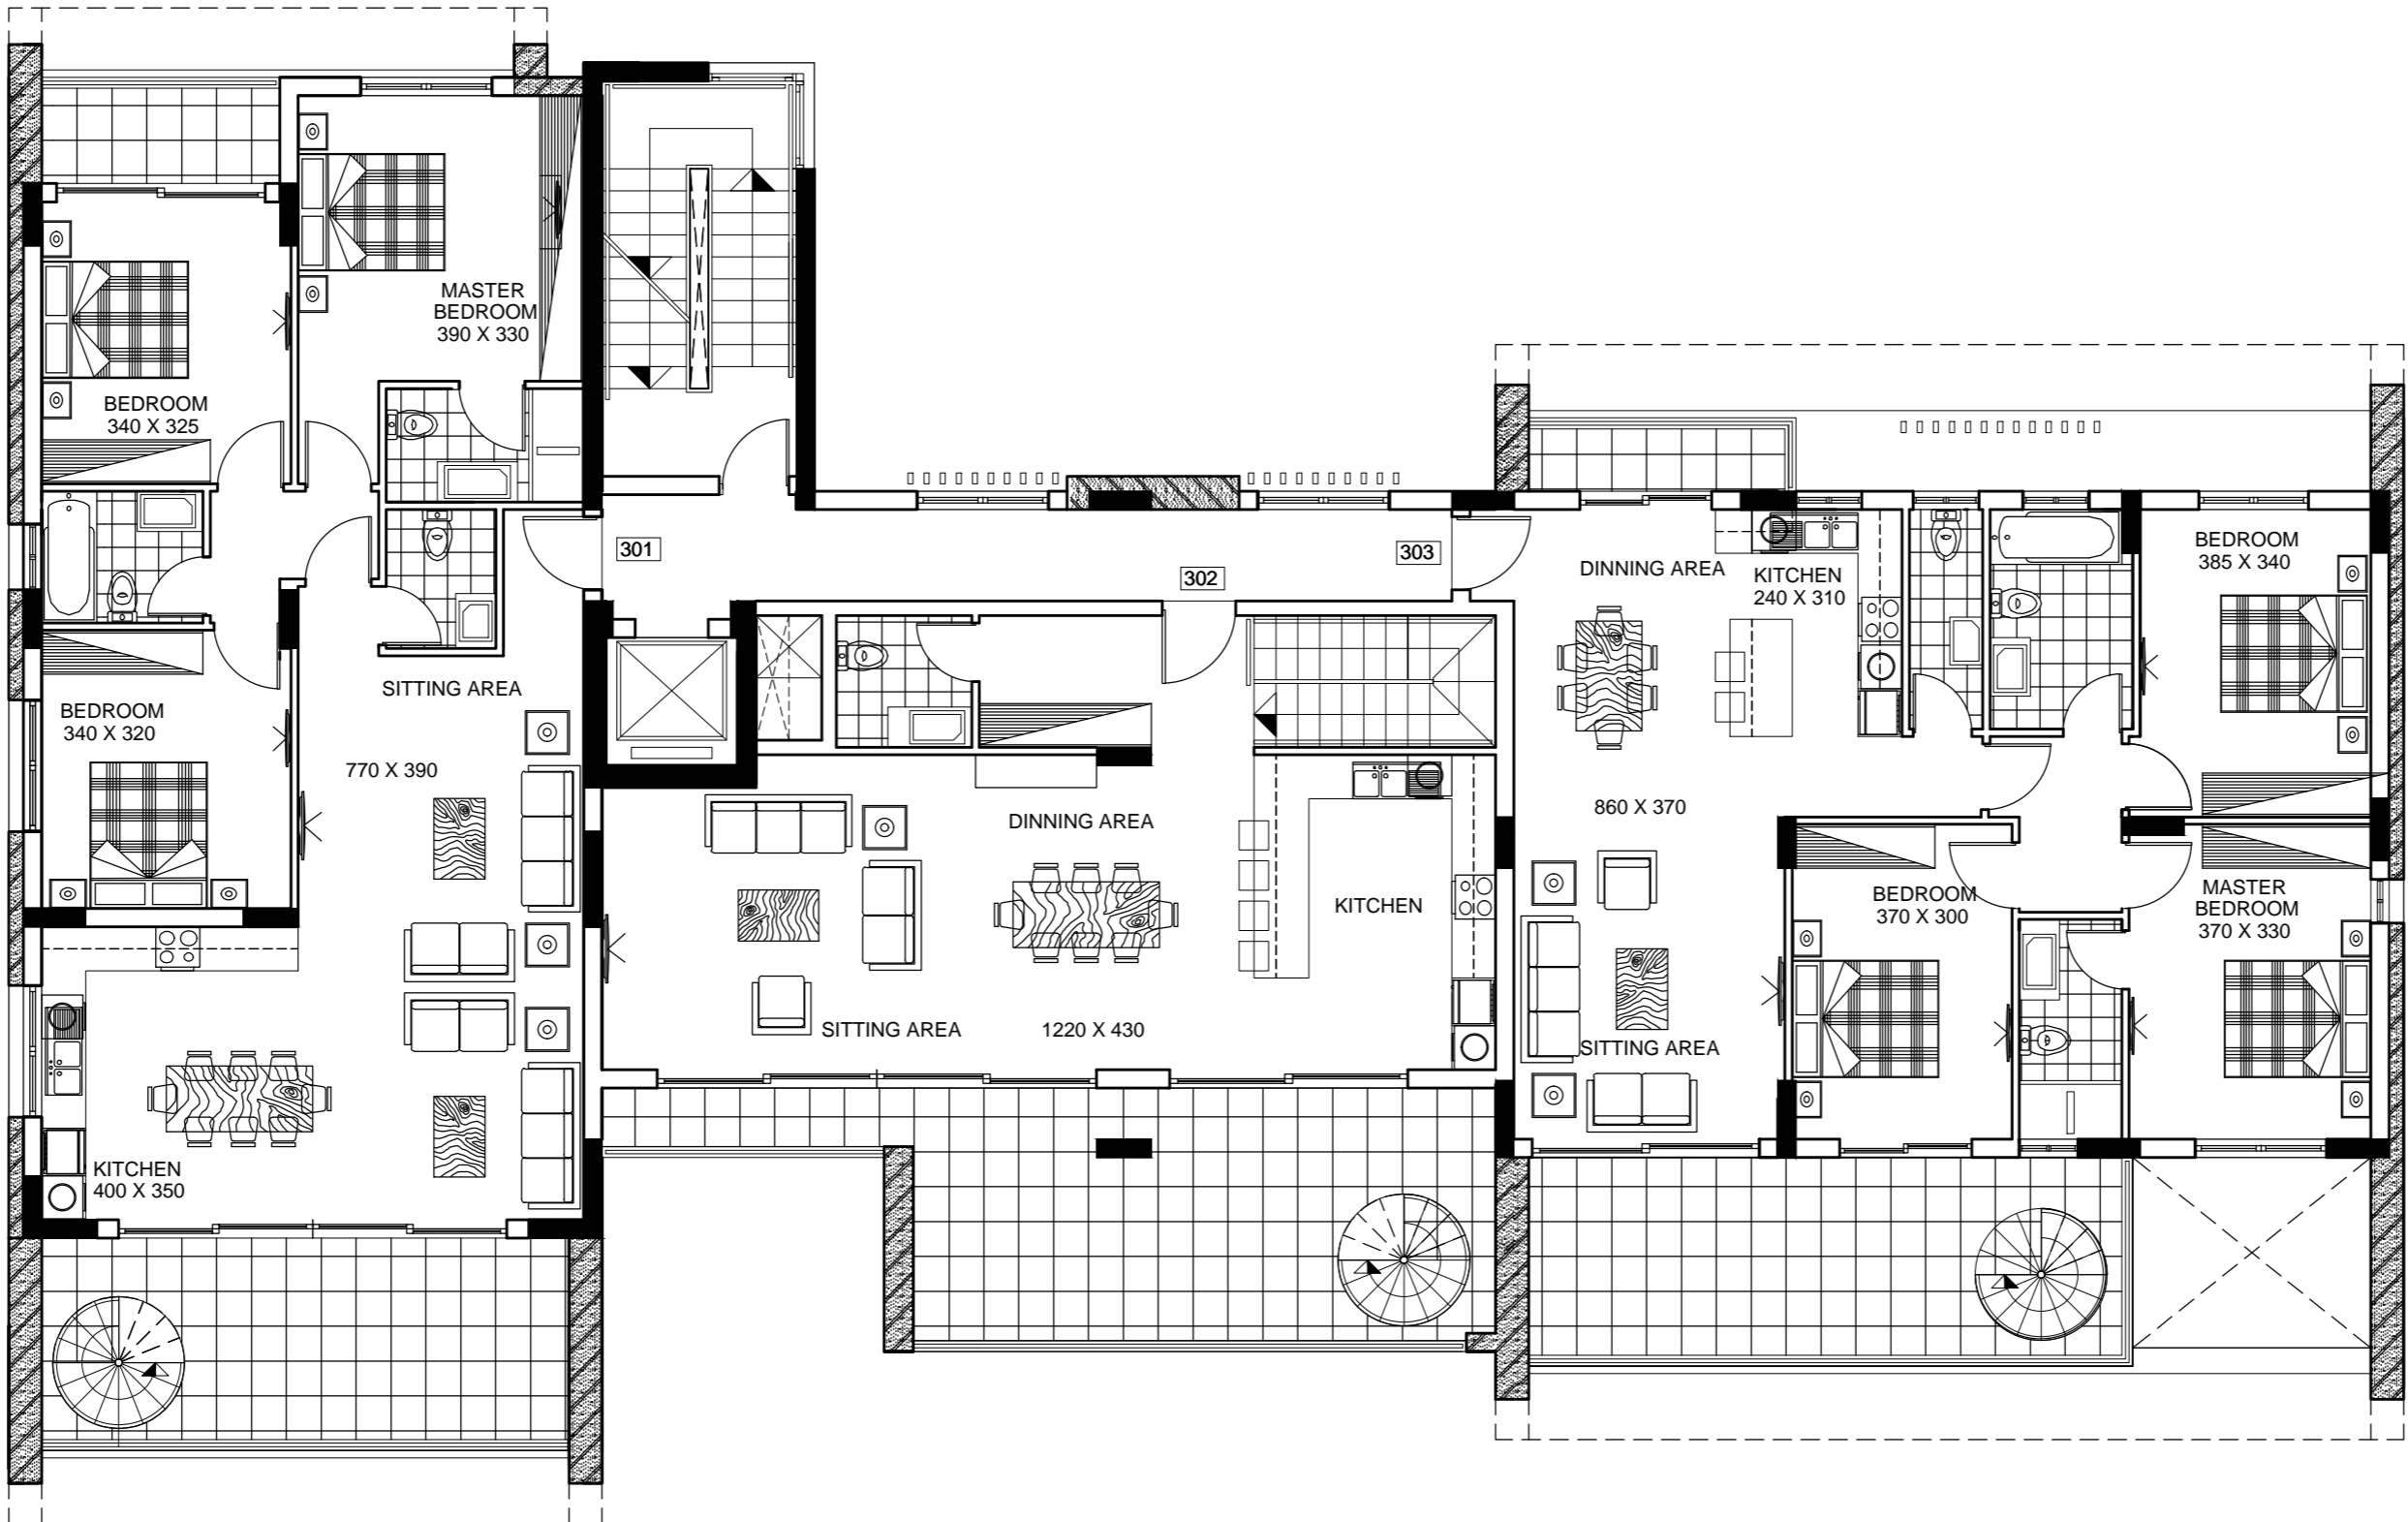 MASTER
BEDROOM
390 X 330
BEDROOM
340 X 325
301
302
303
SITTING AREA
BEDROOM
340 X 320
770 X 390
KITCHEN
400 X 350
DINNING AREA
KITCHEN
SITTING AREA
1220 X 430
DINNING AREA
KITCHEN
240 X 310
BEDROOM
385 X 340
860 X 370
BEDROOM
370 X 300
MASTER
BEDROOM
370 X 330
SITTING AREA